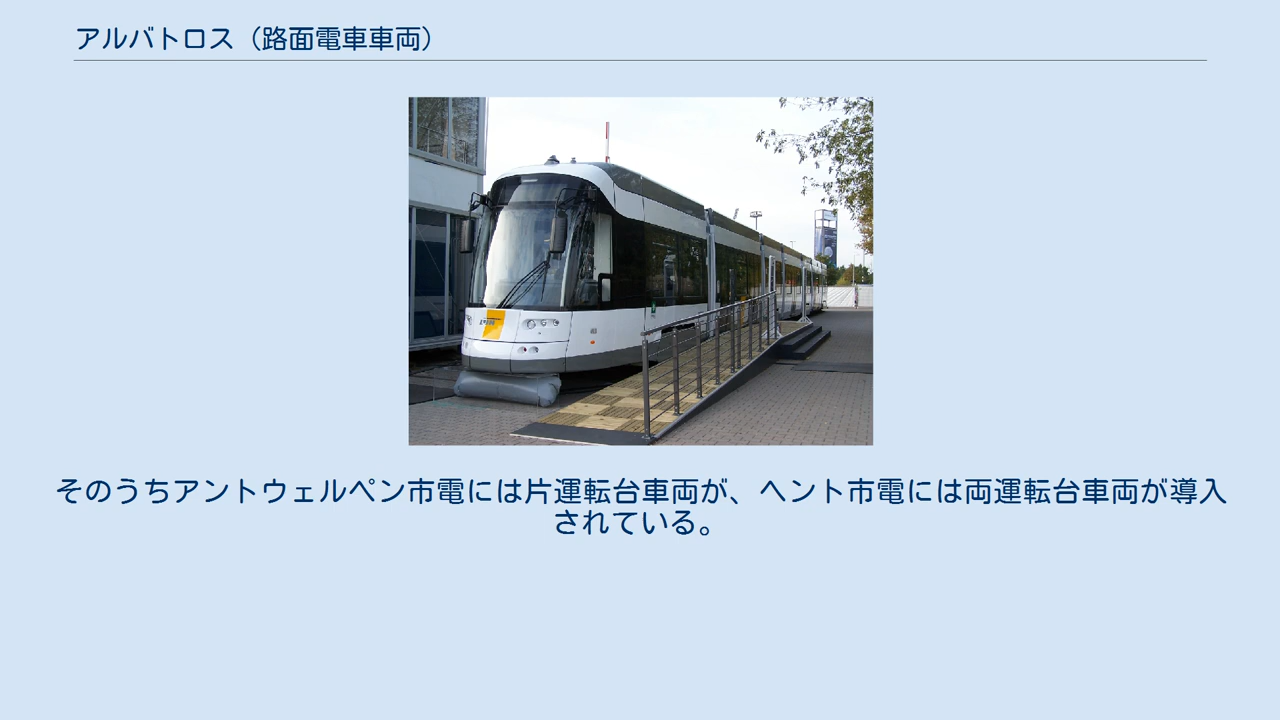 アルバトロス（路面電車車両）
そのうちアントウェルペン市電には片運転台車両が、ヘント市電には両運転台車両が導入
されている。